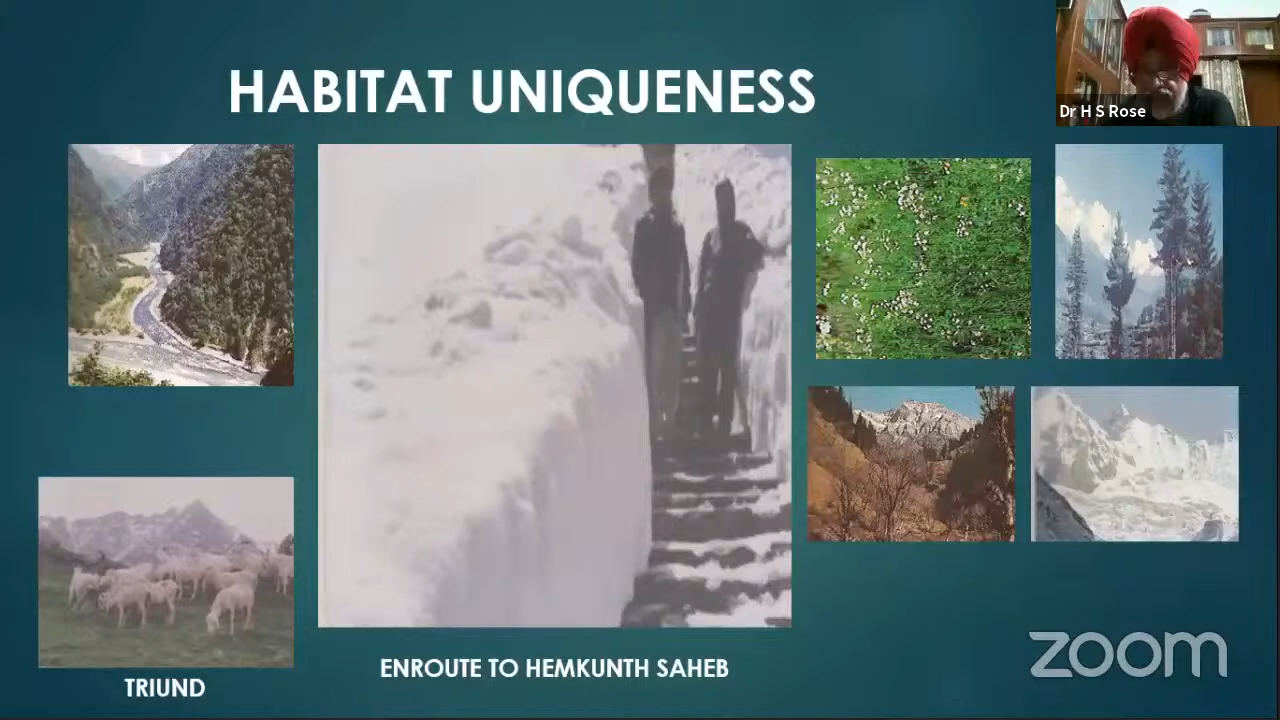 HABITAT UNIQUENESS
Dr H S Rose
ENROUTE TO HEMKUNTH SAHEB
TRIUND
zoom